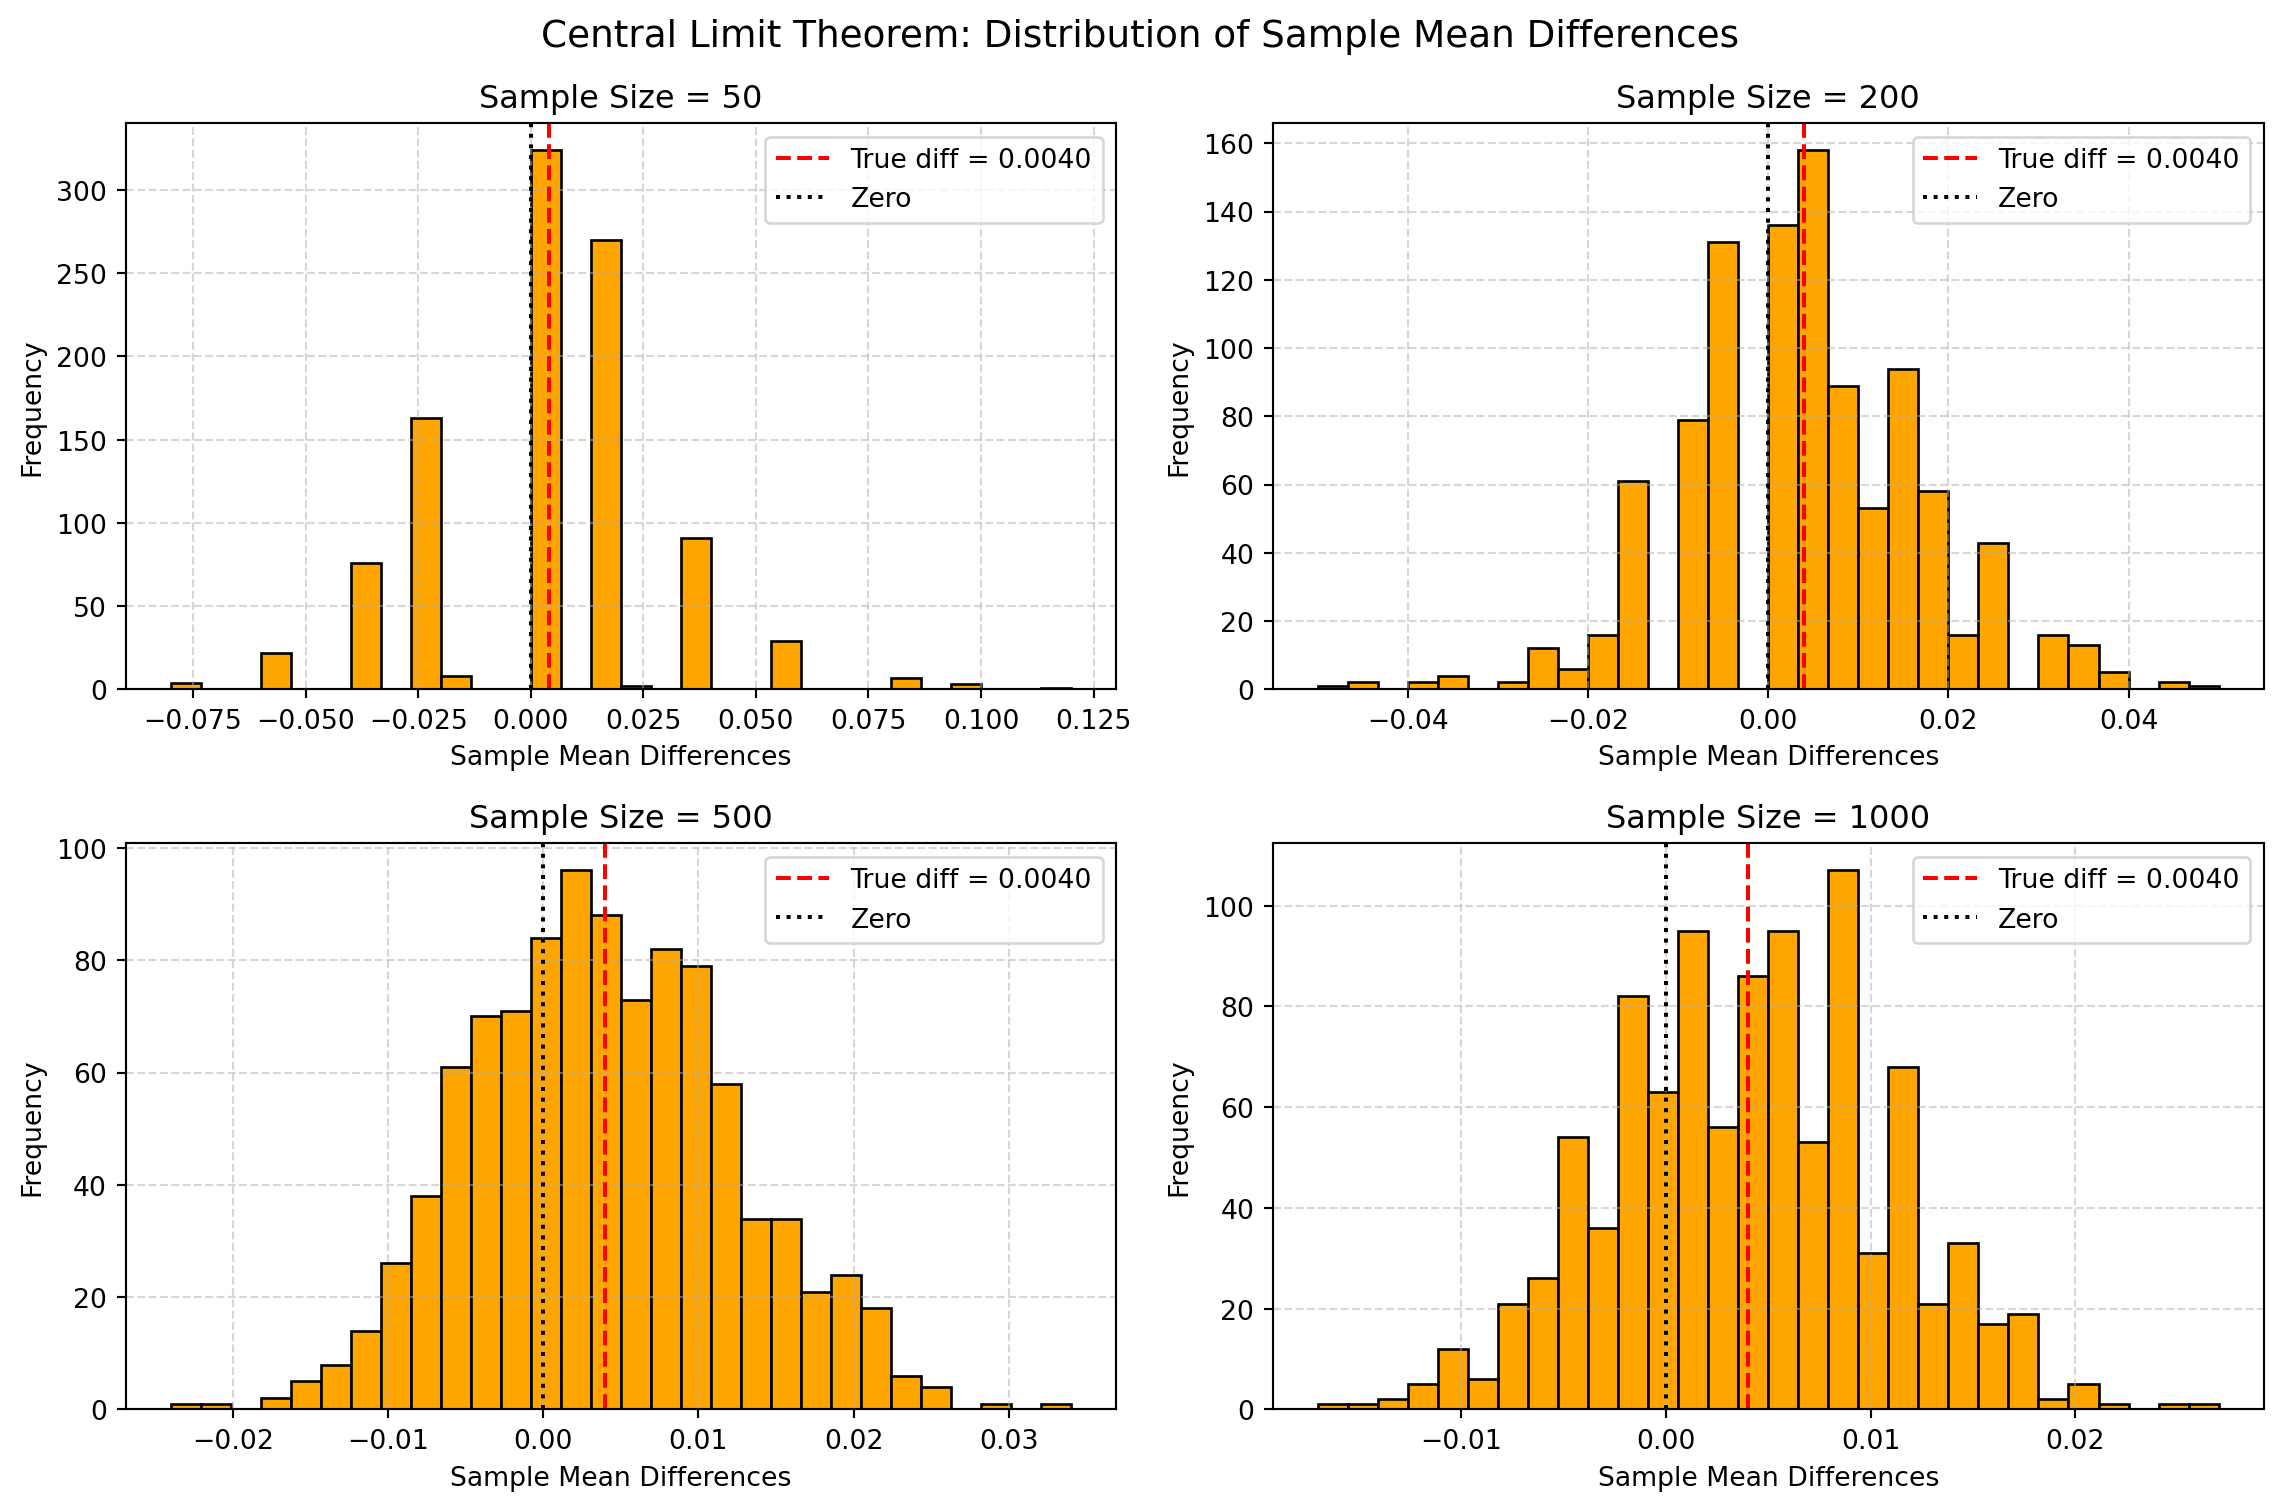 Central Limit Theorem: Distribution of Sample Mean Differences
Sample Size = 50
True diff = 0.0040
Zero
Frequency
300
250
200
150
100
50
0
−0.075 −0.050 −0.025 0.000 0.025 0.050 0.075 0.100 0.125
Sample Mean Differences
Sample Size = 200
True diff = 0.0040
Zero
Frequency
160
140
120
100
80
60
40
20
0
−0.04 −0.02 0.00 0.02 0.04
Sample Mean Differences
Sample Size = 500
True diff = 0.0040
Zero
Frequency
100
80
60
40
20
0
−0.02 −0.01 0.00 0.01 0.02 0.03
Sample Mean Differences
Sample Size = 1000
True diff = 0.0040
Zero
Frequency
100
80
60
40
20
0
−0.01 0.00 0.01 0.02
Sample Mean Differences